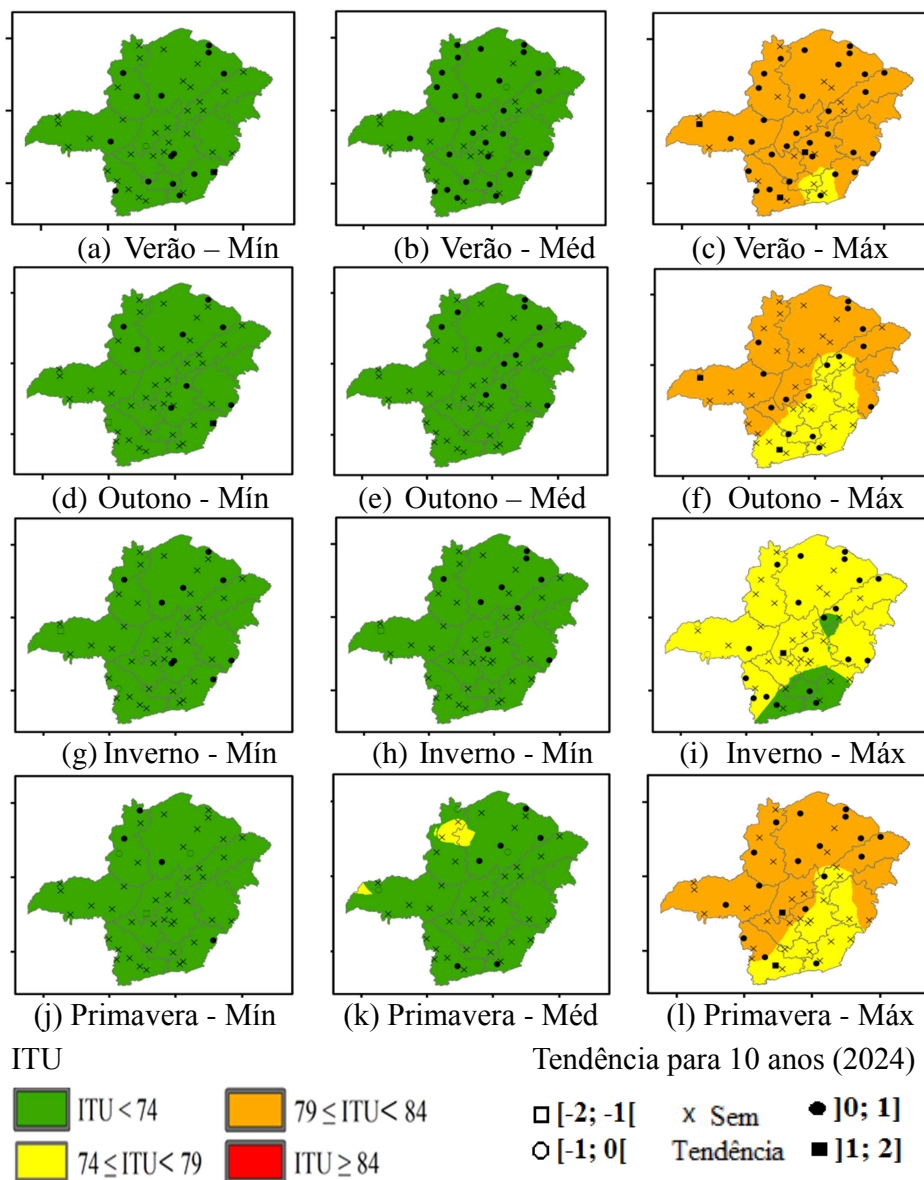 (a) Verão – Mín (b) Verão - Méd (c) Verão - Máx
(d) Outono - Mín (e) Outono – Méd (f) Outono - Máx
(g) Inverno - Mín (h) Inverno - Mín (i) Inverno - Máx
(j) Primavera - Mín (k) Primavera - Méd (l) Primavera - Máx
ITU Tendência para 10 anos (2024)
ITU < 74 79 ≤ ITU < 84 [-2; -1[ x Sem ]0; 1]
74 ≤ ITU < 79 ITU ≥ 84 [-1; 0[ Tendência ]1; 2]